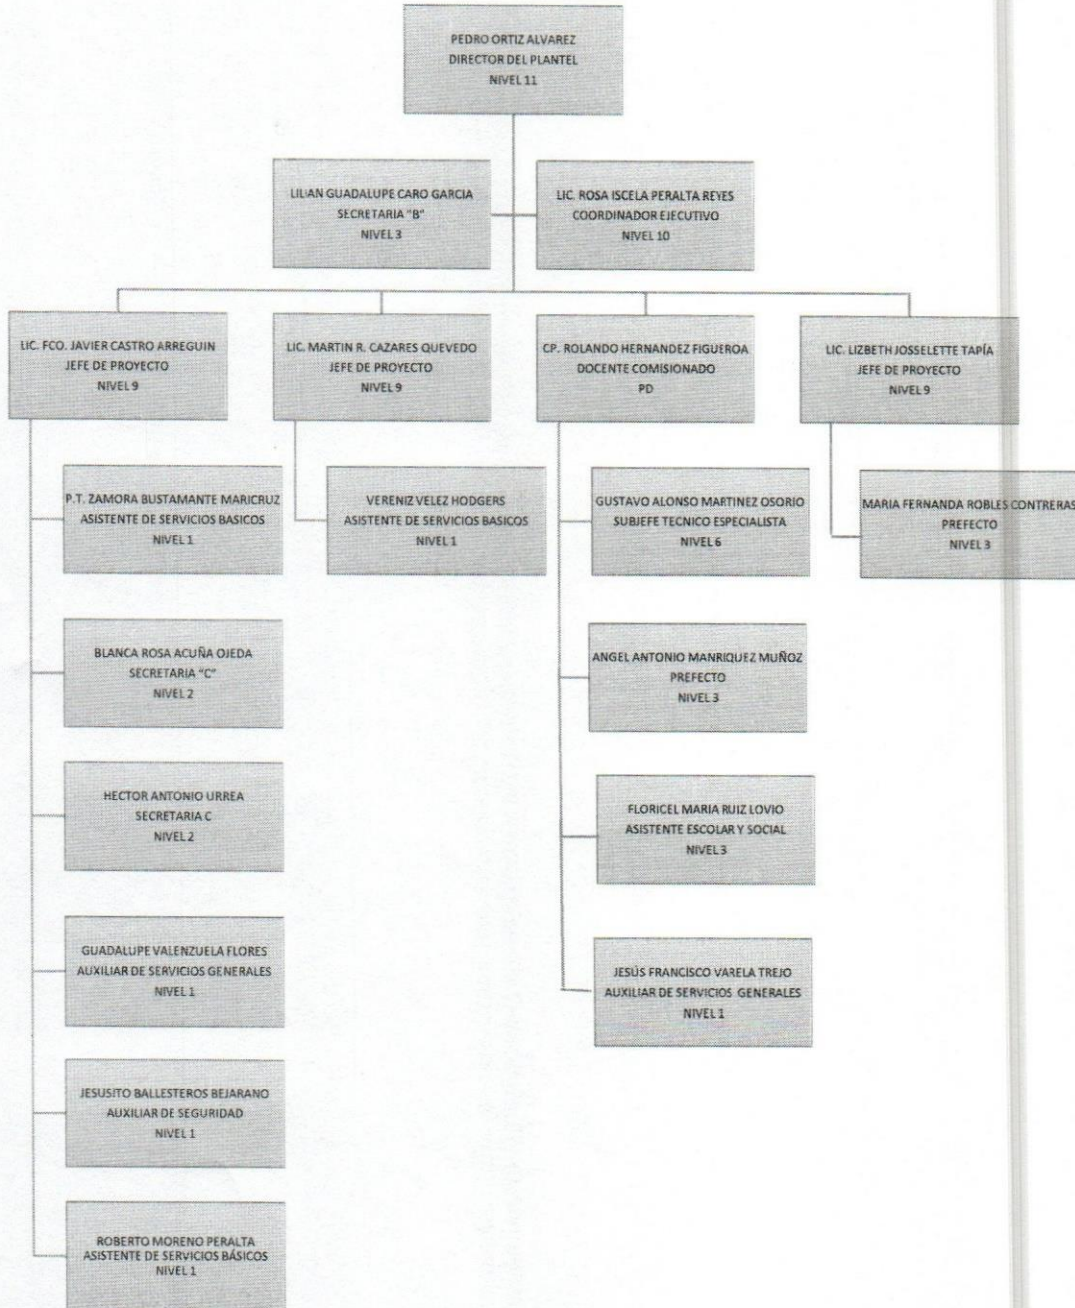 PEDRO ORTIZ ALVAREZ
DIRECTOR DEL PLANTEL
NIVEL 11
LILIAN GUADALUPE CARO GARCIA
SECRETARIA "B"
NIVEL 3
LIC. ROSA ISCELA PERALTA REYES
COORDINADOR EJECUTIVO
NIVEL 10
LIC. FCO. JAVIER CASTRO ARREGUIN
JEFE DE PROYECTO
NIVEL 9
LIC. MARTIN R. CAZARES QUEVEDO
JEFE DE PROYECTO
NIVEL 9
CP. ROLANDO HERNANDEZ FIGUEROA
DOCENTE COMISIONADO
PD
LIC. LIZBETH JOSSELETTE TAPÍA
JEFE DE PROYECTO
NIVEL 9
P.T. ZAMORA BUSTAMANTE MARICRUZ
ASISTENTE DE SERVICIOS BASICOS
NIVEL 1
VERENIZ VELEZ HODGERS
ASISTENTE DE SERVICIOS BASICOS
NIVEL 1
GUSTAVO ALONSO MARTINEZ OSORIO
SUBJEFE TECNICO ESPECIALISTA
NIVEL 6
MARIA FERNANDA ROBLES CONTRERAS
PREFECTO
NIVEL 3
BLANCA ROSA ACUÑA OJEDA
SECRETARIA "C"
NIVEL 2
ANGEL ANTONIO MANRIQUEZ MUÑOZ
PREFECTO
NIVEL 3
HECTOR ANTONIO URREA
SECRETARIA C
NIVEL 2
FLORICEL MARIA RUIZ LOVIO
ASISTENTE ESCOLAR Y SOCIAL
NIVEL 3
GUADALUPE VALENZUELA FLORES
AUXILIAR DE SERVICIOS GENERALES
NIVEL 1
JESÚS FRANCISCO VARELA TREJO
AUXILIAR DE SERVICIOS GENERALES
NIVEL 1
JESUSITO BALLESTEROS BEJARANO
AUXILIAR DE SEGURIDAD
NIVEL 1
ROBERTO MORENO PERALTA
ASISTENTE DE SERVICIOS BÁSICOS
NIVEL 1